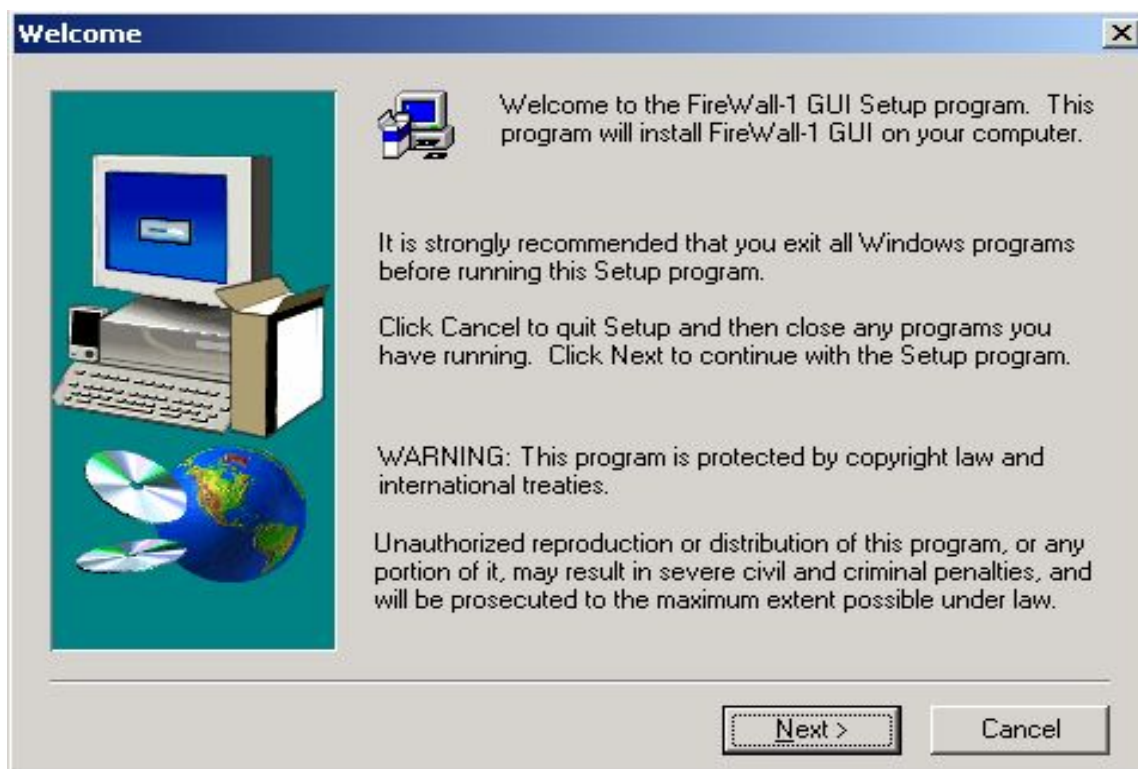 Welcome
Welcome to the FireWall-1 GUI Setup program. This
program will install FireWall-1 GUI on your computer.
It is strongly recommended that you exit all Windows programs
before running this Setup program.
Click Cancel to quit Setup and then close any programs you
have running. Click Next to continue with the Setup program.
WARNING: This program is protected by copyright law and
international treaties.
Unauthorized reproduction or distribution of this program, or any
portion of it, may result in severe civil and criminal penalties, and
will be prosecuted to the maximum extent possible under law.
Next >
Cancel